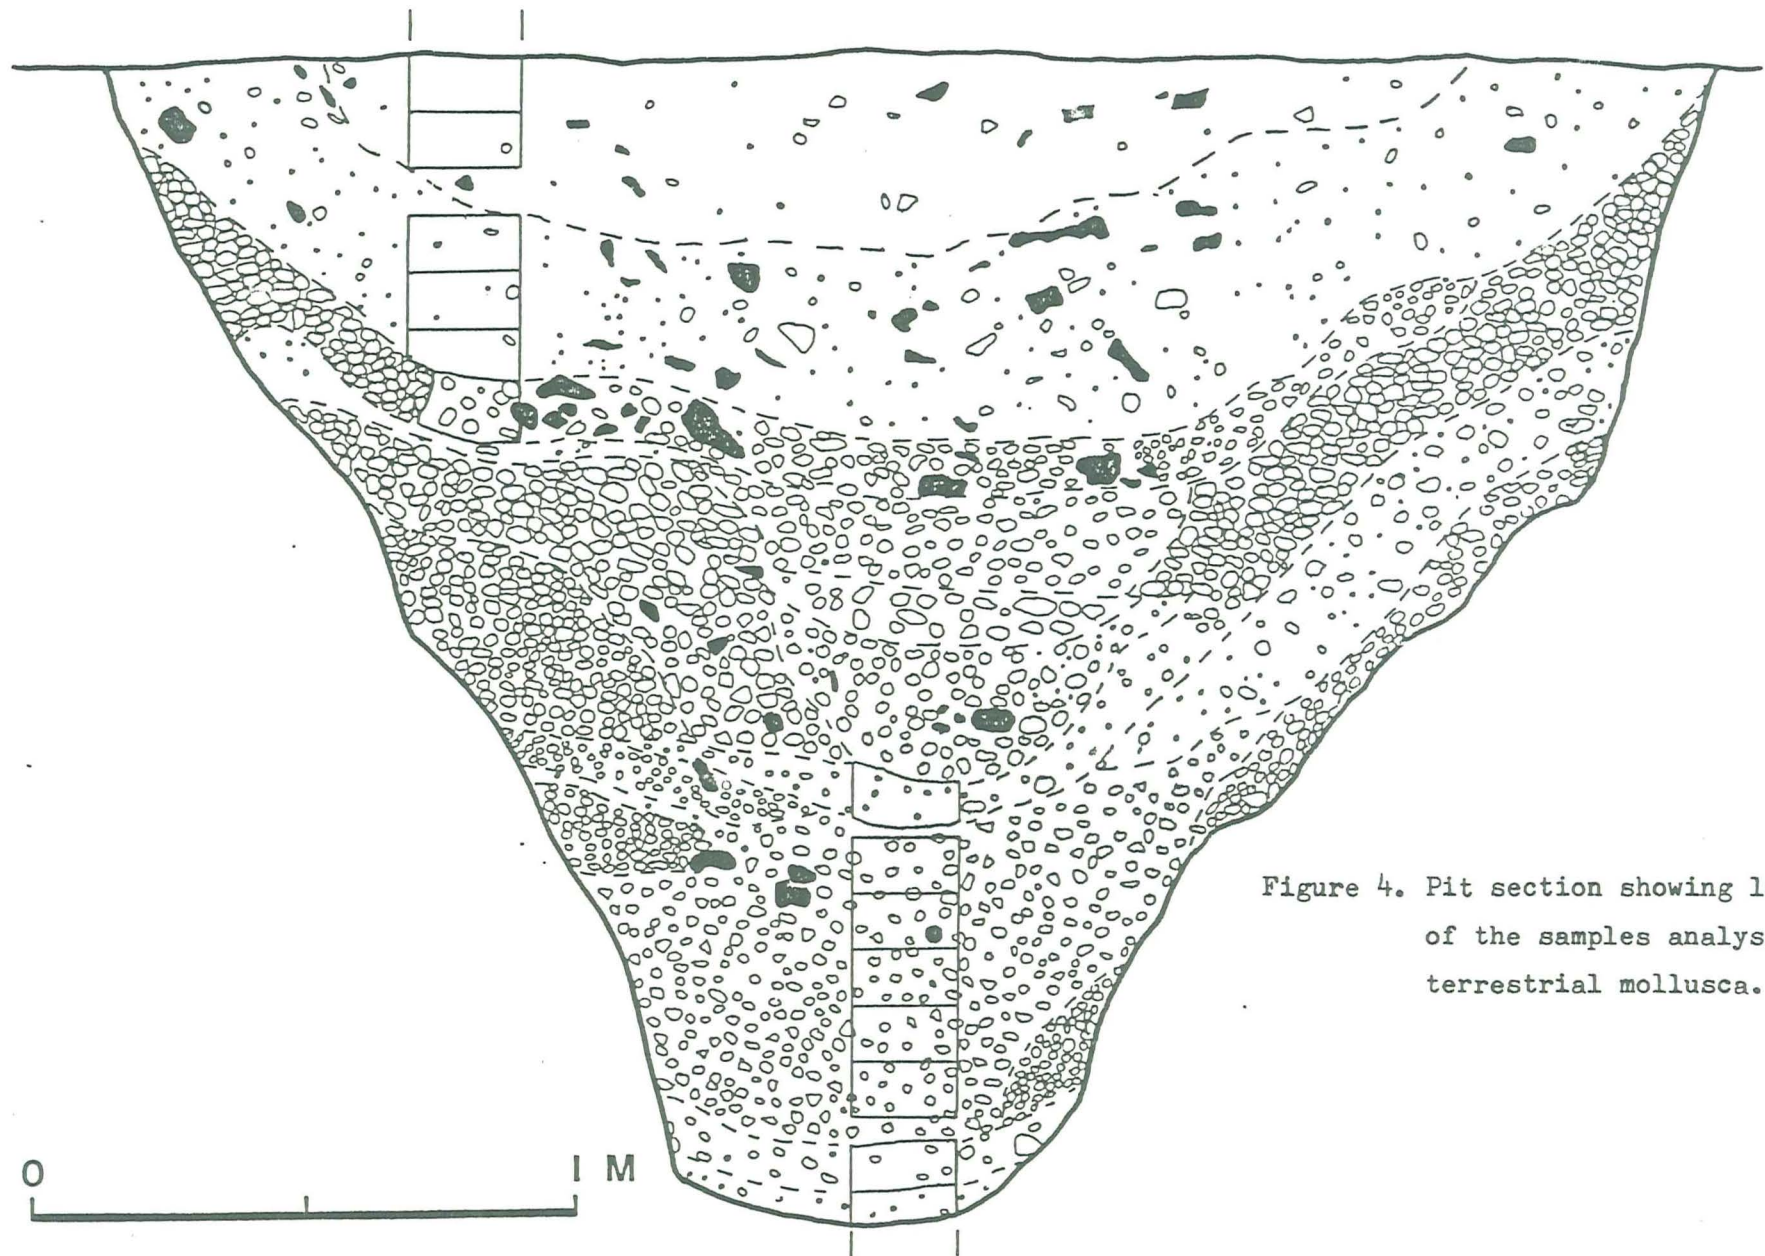 Figure 4. Pit section showing l
of the samples analys
terrestrial mollusca.
0 1 M